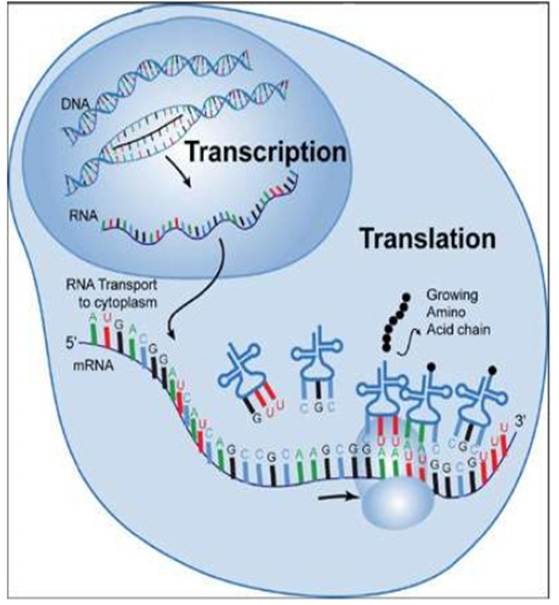 DNA
Transcription
RNA
Translation
RNA Transport
to cytoplasm
Growing
Amino
Acid chain
5'
A U G A C G G A U C A U C A G C C G C A A G C G G A A U U G G C G U U U
mRNA
G U U
C G C
U U A
A C
C G
3'